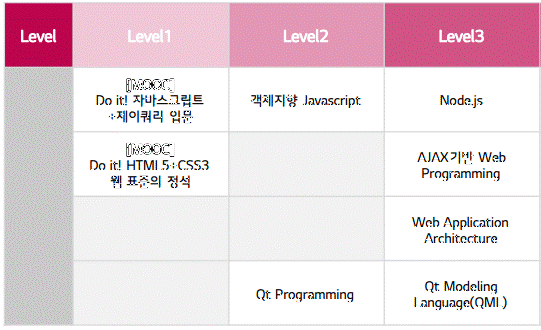 Level Level1 Level2 Level3
[MOOC]
Do it! 자바스크립트
+제이쿼리 입문
객체지향 Javascript
Node.js
[MOOC]
Do it! HTML5+CSS3
웹 표준의 정석
AJAX기반 Web
Programming
Web Application
Architecture
Qt Programming
Qt Modeling
Language(QML)